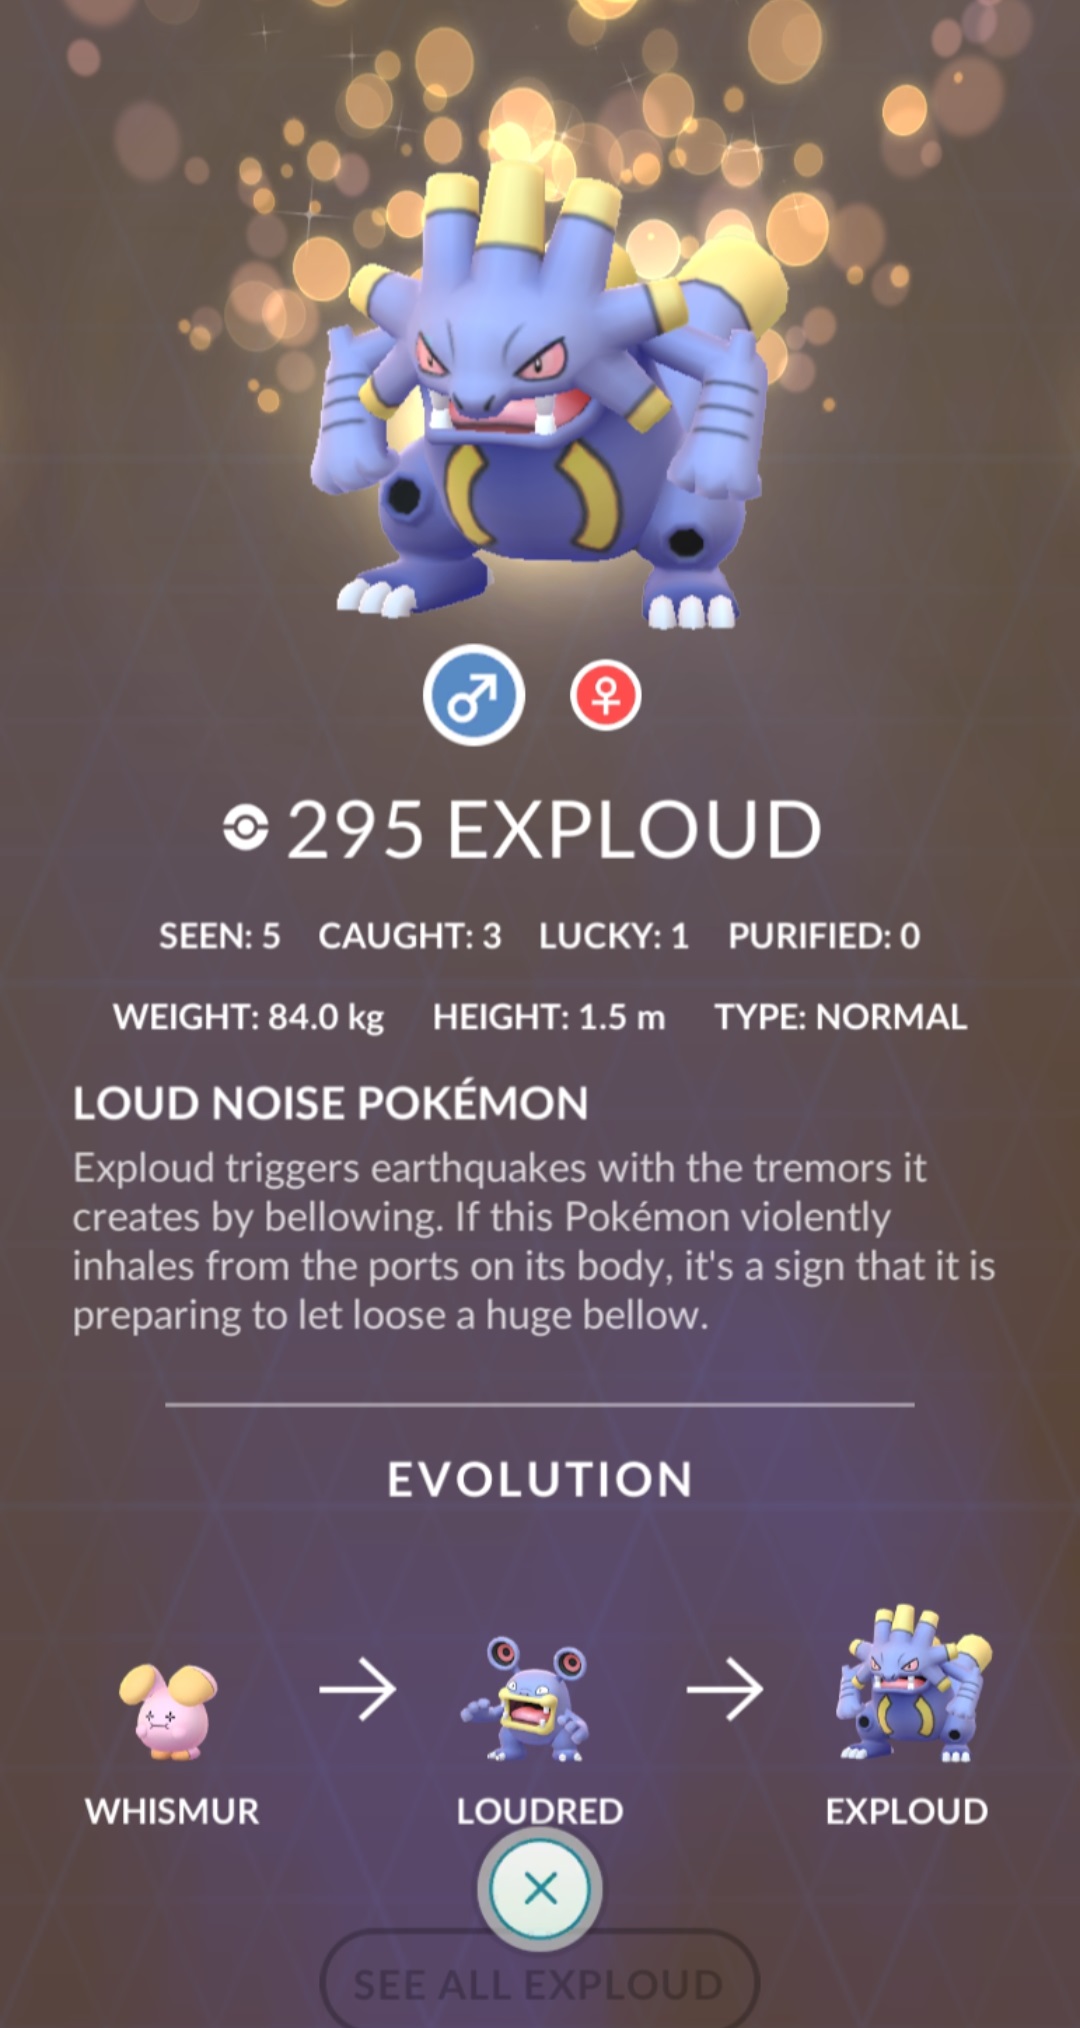 295 EXPLOUD
SEEN: 5 CAUGHT: 3 LUCKY: 1 PURIFIED: 0
WEIGHT: 84.0 kg HEIGHT: 1.5 m TYPE: NORMAL
LOUD NOISE POKÉMON
Exploud triggers earthquakes with the tremors it
creates by bellowing. If this Pokémon violently
inhales from the ports on its body, it's a sign that it is
preparing to let loose a huge bellow.
EVOLUTION
WHISMUR LOUDRED EXPLOUD
SEE ALL EXPLOUD